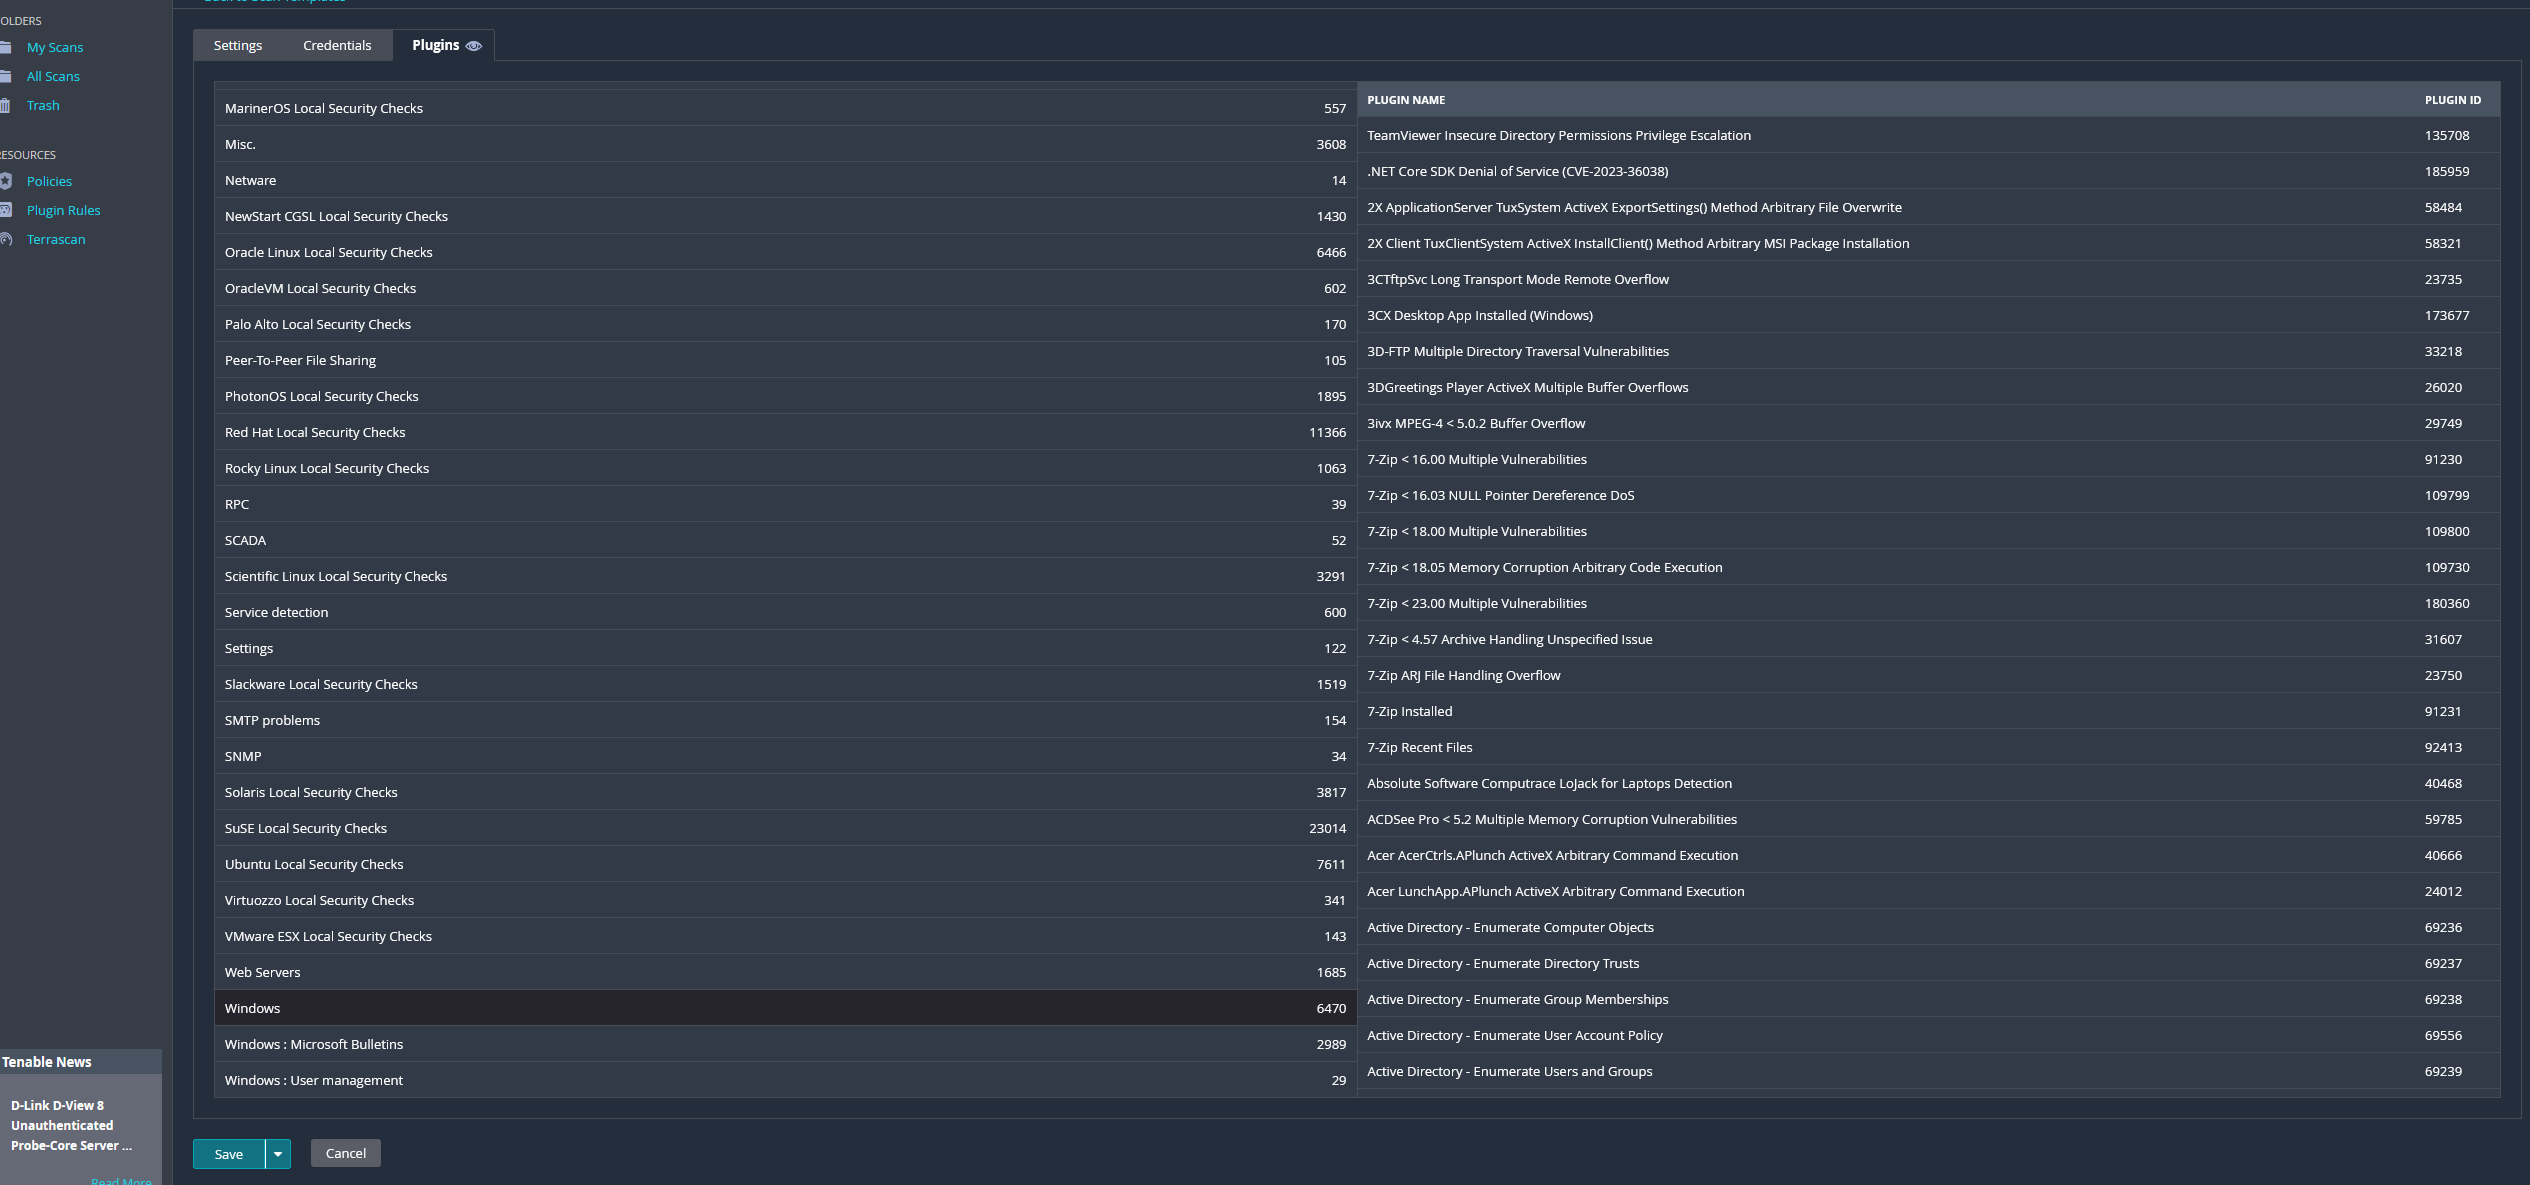 Back to Scan Templates
OLDERS
My Scans
All Scans
Trash
RESOURCES
Policies
Plugin Rules
Terrascan
Tenable News
D-Link D-View 8
Unauthenticated
Probe-Core Server ...
Read More
Settings
Credentials
Plugins
MarinerOS Local Security Checks 557
Misc. 3608
Netware 14
NewStart CGSL Local Security Checks 1430
Oracle Linux Local Security Checks 6466
OracleVM Local Security Checks 602
Palo Alto Local Security Checks 170
Peer-To-Peer File Sharing 105
PhotonOS Local Security Checks 1895
Red Hat Local Security Checks 11366
Rocky Linux Local Security Checks 1063
RPC 39
SCADA 52
Scientific Linux Local Security Checks 3291
Service detection 600
Settings 122
Slackware Local Security Checks 1519
SMTP problems 154
SNMP 34
Solaris Local Security Checks 3817
SuSE Local Security Checks 23014
Ubuntu Local Security Checks 7611
Virtuozzo Local Security Checks 341
VMware ESX Local Security Checks 143
Web Servers 1685
Windows 6470
Windows : Microsoft Bulletins 2989
Windows : User management 29
PLUGIN NAME PLUGIN ID
TeamViewer Insecure Directory Permissions Privilege Escalation 135708
.NET Core SDK Denial of Service (CVE-2023-36038) 185959
2X ApplicationServer TuxSystem ActiveX ExportSettings() Method Arbitrary File Overwrite 58484
2X Client TuxClientSystem ActiveX InstallClient() Method Arbitrary MSI Package Installation 58321
3CTftpSvc Long Transport Mode Remote Overflow 23735
3CX Desktop App Installed (Windows) 173677
3D-FTP Multiple Directory Traversal Vulnerabilities 33218
3DGreetings Player ActiveX Multiple Buffer Overflows 26020
3ivx MPEG-4 < 5.0.2 Buffer Overflow 29749
7-Zip < 16.00 Multiple Vulnerabilities 91230
7-Zip < 16.03 NULL Pointer Dereference DoS 109799
7-Zip < 18.00 Multiple Vulnerabilities 109800
7-Zip < 18.05 Memory Corruption Arbitrary Code Execution 109730
7-Zip < 23.00 Multiple Vulnerabilities 180360
7-Zip < 4.57 Archive Handling Unspecified Issue 31607
7-Zip ARJ File Handling Overflow 23750
7-Zip Installed 91231
7-Zip Recent Files 92413
Absolute Software Computrace LoJack for Laptops Detection 40468
ACDSee Pro < 5.2 Multiple Memory Corruption Vulnerabilities 59785
Acer AcerCtrls.APlunch ActiveX Arbitrary Command Execution 40666
Acer LunchApp.APlunch ActiveX Arbitrary Command Execution 24012
Active Directory - Enumerate Computer Objects 69236
Active Directory - Enumerate Directory Trusts 69237
Active Directory - Enumerate Group Memberships 69238
Active Directory - Enumerate User Account Policy 69556
Active Directory - Enumerate Users and Groups 69239
Save
Cancel